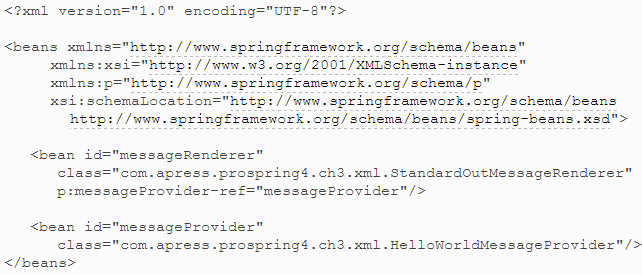 <?xml version="1.0" encoding="UTF-8"?>
<beans xmlns="http://www.springframework.org/schema/beans"
xmlns:xsi="http://www.w3.org/2001/XMLSchema-instance"
xmlns:p="http://www.springframework.org/schema/p"
xsi:schemaLocation="http://www.springframework.org/schema/beans
http://www.springframework.org/schema/beans/spring-beans.xsd">
<bean id="messageRenderer"
class="com.apress.prospring4.ch3.xml.StandardOutMessageRenderer"
p:messageProvider-ref="messageProvider"/>
<bean id="messageProvider"
class="com.apress.prospring4.ch3.xml.HelloWorldMessageProvider"/>
</beans>